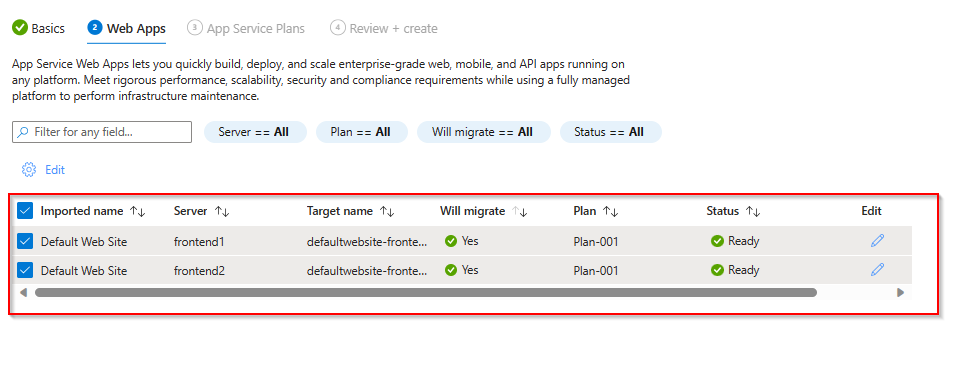 Basics 2 Web Apps 3 App Service Plans 4 Review + create
App Service Web Apps lets you quickly build, deploy, and scale enterprise-grade web, mobile, and API apps running on
any platform. Meet rigorous performance, scalability, security and compliance requirements while using a fully managed
platform to perform infrastructure maintenance.
Filter for any field... Server == All Plan == All Will migrate == All Status == All
Edit
Imported name ↑↓ Server ↑↓ Target name ↑↓ Will migrate ↑↓ Plan ↑↓ Status ↑↓ Edit
Default Web Site frontend1 defaultwebsite-fronte... Yes Plan-001 Ready
Default Web Site frontend2 defaultwebsite-fronte... Yes Plan-001 Ready